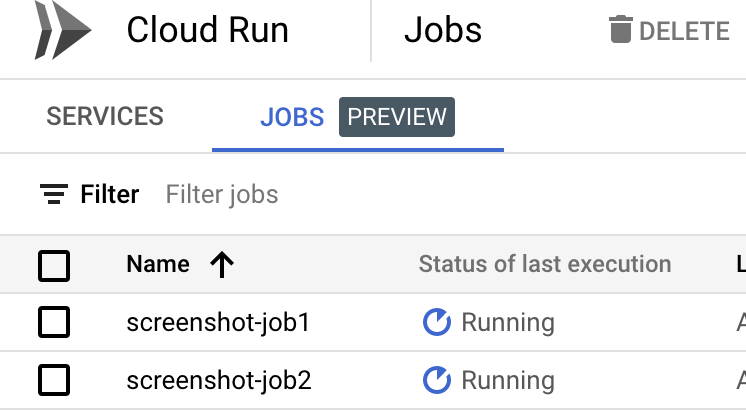 Cloud Run Jobs DELETE
SERVICES JOBS PREVIEW
Filter Filter jobs
Name Status of last execution
screenshot-job1 Running
screenshot-job2 Running